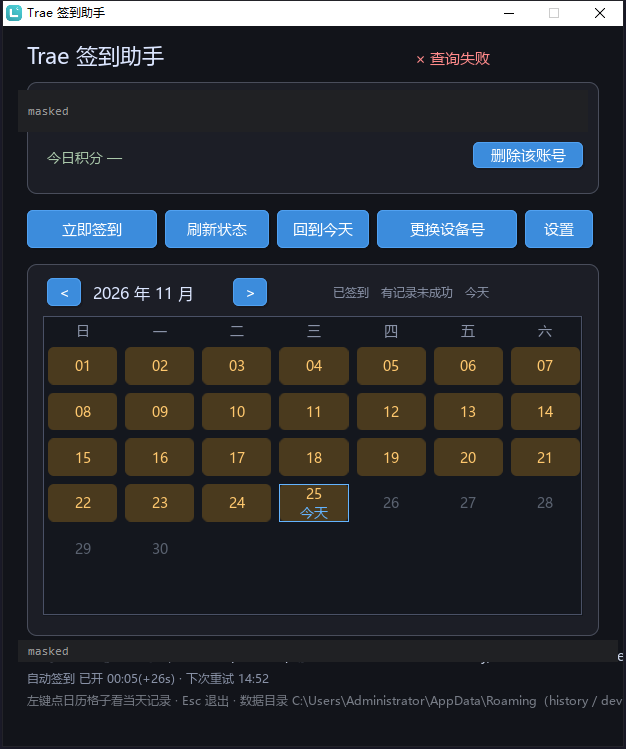 Trae 签到助手
Trae 签到助手
× 查询失败
masked
今日积分 —
删除该账号
立即签到 刷新状态 回到今天 更换设备号 设置
< 2026 年 11 月 > 已签到 有记录未成功 今天
日 一 二 三 四 五 六
01 02 03 04 05 06 07
08 09 10 11 12 13 14
15 16 17 18 19 20 21
22 23 24 25 26 27 28
今天
29 30
masked
自动签到 已开 00:05(+26s) · 下次重试 14:52
左键点日历格子看当天记录 · Esc 退出 · 数据目录 C:\Users\Administrator\AppData\Roaming（history / dev